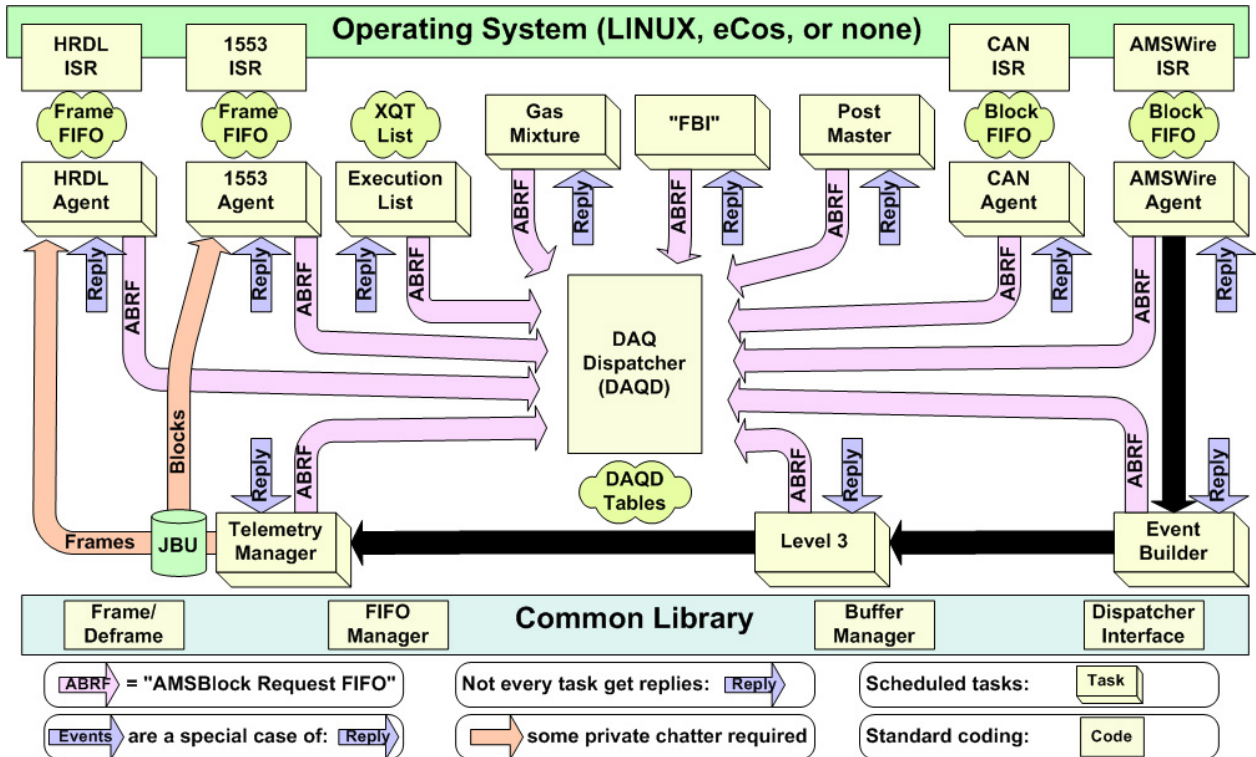 Operating System (LINUX, eCos, or none)
HRDL
ISR
1553
ISR
CAN
ISR
AMSWire
ISR
Frame
FIFO
Frame
FIFO
XQT
List
Gas
Mixture
"FBI"
Post
Master
Block
FIFO
Block
FIFO
HRDL
Agent
1553
Agent
Execution
List
CAN
Agent
AMSWire
Agent
ABRF
Reply
ABRF
Reply
ABRF
Reply
Reply
ABRF
Reply
ABRF
Reply
ABRF
ABRF
Reply
ABRF
Reply
DAQ
Dispatcher
(DAQD)
Blocks
Reply
ABRF
DAQD
Tables
ABRF
Reply
ABRF
Reply
Frames
JBU
Telemetry
Manager
Level 3
Event
Builder
Common Library
Frame/
Deframe
FIFO
Manager
Buffer
Manager
Dispatcher
Interface
ABRF = "AMSBlock Request FIFO"
Not every task get replies: Reply
Scheduled tasks: Task
Events are a special case of: Reply
some private chatter required
Standard coding: Code